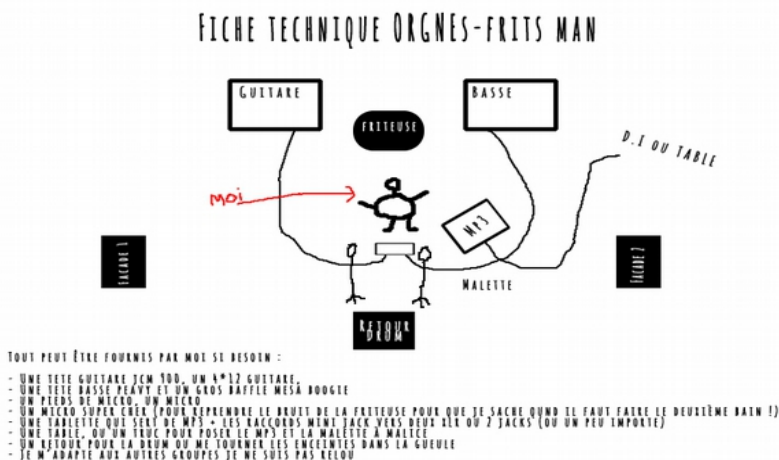 FICHE TECHNIQUE ORGNES-FRITS MAN
GUITARE
BASSE
FRITEUSE
D.I OU TABLE
MOI
MP3
FACADE 1
FACADE 2
MALETTE
RETOUR
DRUM
TOUT PEUT ÊTRE FOURNIS PAR MOI SI BESOIN :
- UNE TETE GUITARE JCM 900, UN 4*12 GUITARE,
- UNE TETE BASSE PEAVY ET UN GROS BAFFLE MESA BOOGIE
- UN PIEDS DE MICRO, UN MICRO
- UN MICRO SUPER CHER (POUR REPRENDRE LE BRUIT DE LA FRITEUSE POUR QUE JE SACHE QUND IL FAUT FAIRE LE DEUXIÈME BAIN !)
- UNE TABLETTE QUI SERT DE MP3 + LES RACCORDS MINI JACK VERS DEUX XLR OU 2 JACKS (OU UN PEU IMPORTE)
- UNE TABLE, OU UN TRUC POUR POSER LE MP3 ET LA MALETTE À MALICE
- UN RETOUR POUR LA DRUM OU ME TOURNER LES ENCEINTES DANS LA GUEULE
- JE M'ADAPTE AUX AUTRES GROUPES JE NE SUIS PAS RELOU